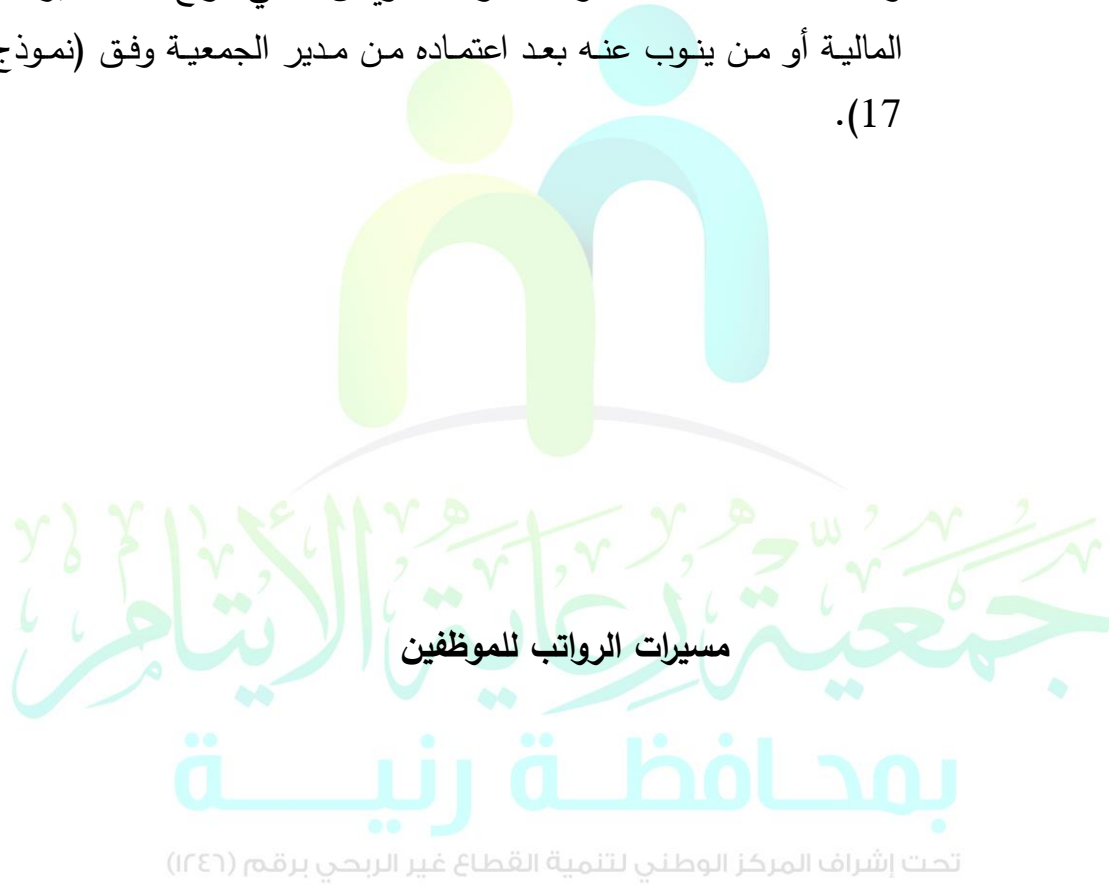 المالية أو من ينوب عنه بعد اعتماده من مدير الجمعية وفق (نموذج
17).
مسيرات الرواتب للموظفين
جمعية رعاية الأيتام
بمحافظة رنية
تحت إشراف المركز الوطني لتنمية القطاع غير الربحي برقم (١٢٤٦)